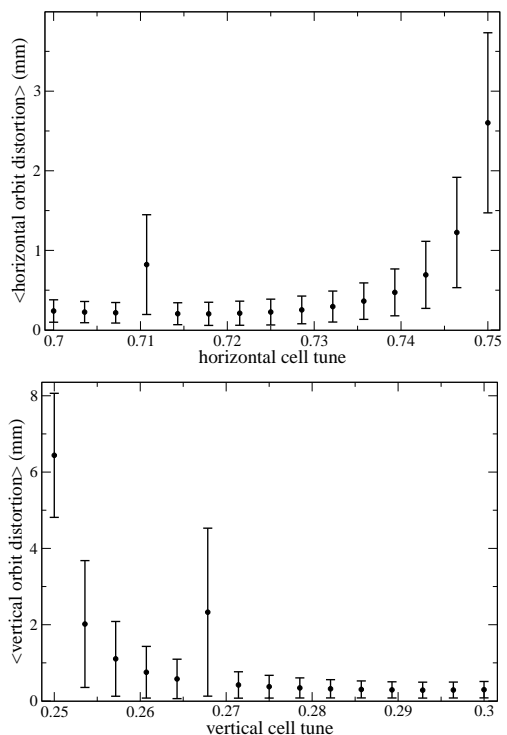 <horizontal orbit distortion> (mm)
3
2
1
0
0.7 0.71 0.72 0.73 0.74 0.75
horizontal cell tune
<vertical orbit distortion> (mm)
8
6
4
2
0
0.25 0.26 0.27 0.28 0.29 0.3
vertical cell tune